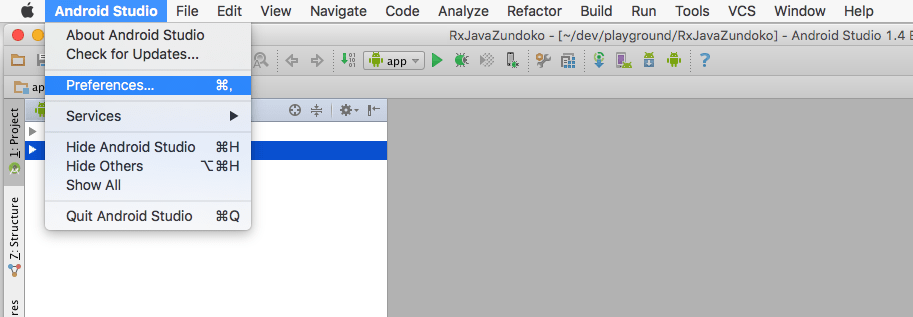 Android Studio File Edit View Navigate Code Analyze Refactor Build Run Tools VCS Window Help
RxJavaZundoko - [~/dev/playground/RxJavaZundoko] - Android Studio 1.4
About Android Studio
Check for Updates...
app
Preferences... ⌘,
ap
Services
1: Project
Hide Android Studio ⌘H
Hide Others ⌥⌘H
Show All
Quit Android Studio ⌘Q
Z: Structure
res